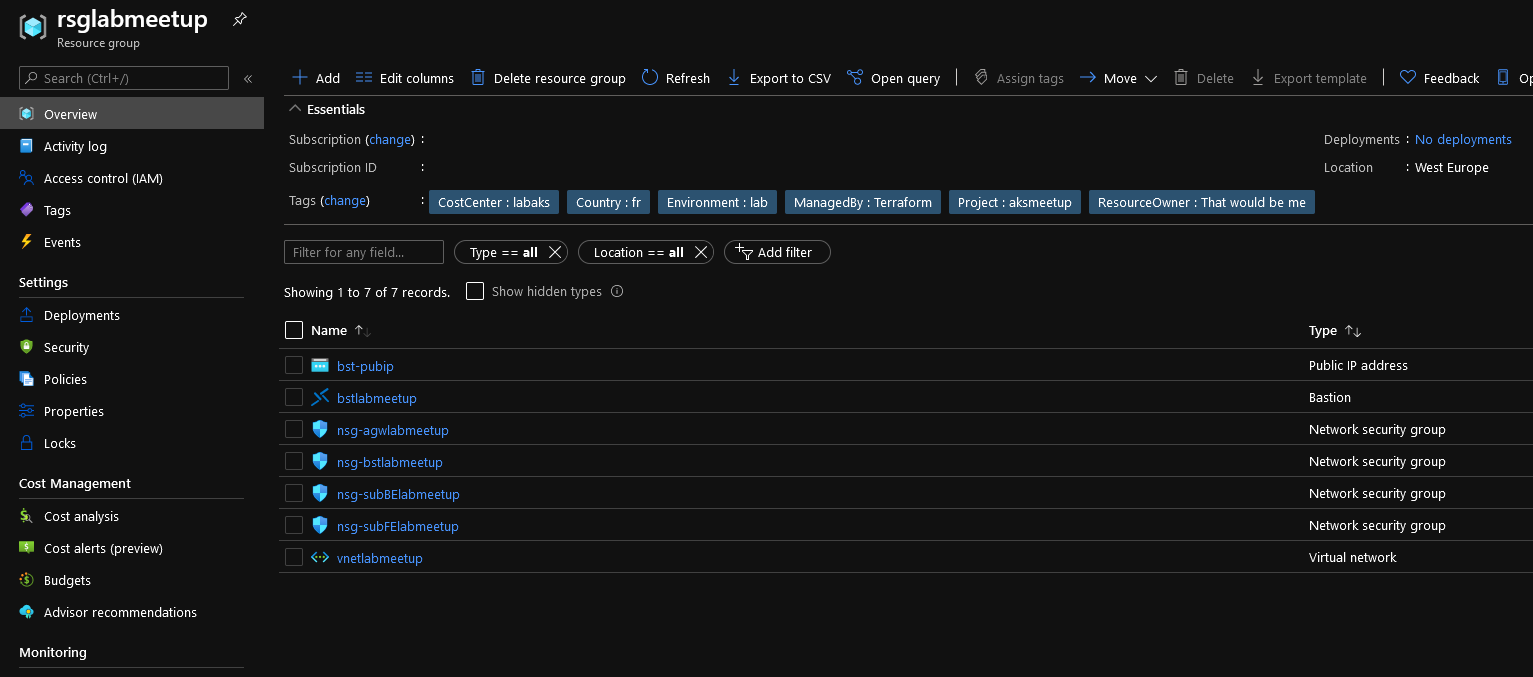 rsglabmeetup
Resource group
Search (Ctrl+/)
«
Overview
Activity log
Access control (IAM)
Tags
Events
Settings
Deployments
Security
Policies
Properties
Locks
Cost Management
Cost analysis
Cost alerts (preview)
Budgets
Advisor recommendations
Monitoring
Add Edit columns Delete resource group Refresh Export to CSV Open query Assign tags Move Delete Export template Feedback Op
Essentials
Subscription (change) : Deployments : No deployments
Subscription ID : Location : West Europe
Tags (change) : CostCenter : labaks Country : fr Environment : lab ManagedBy : Terraform Project : aksmeetup ResourceOwner : That would be me
Filter for any field... Type == all Location == all Add filter
Showing 1 to 7 of 7 records. Show hidden types
Name ↑↓ Type ↑↓
bst-pubip Public IP address
bstlabmeetup Bastion
nsg-agwlabmeetup Network security group
nsg-bstlabmeetup Network security group
nsg-subBElabmeetup Network security group
nsg-subFElabmeetup Network security group
vnetlabmeetup Virtual network